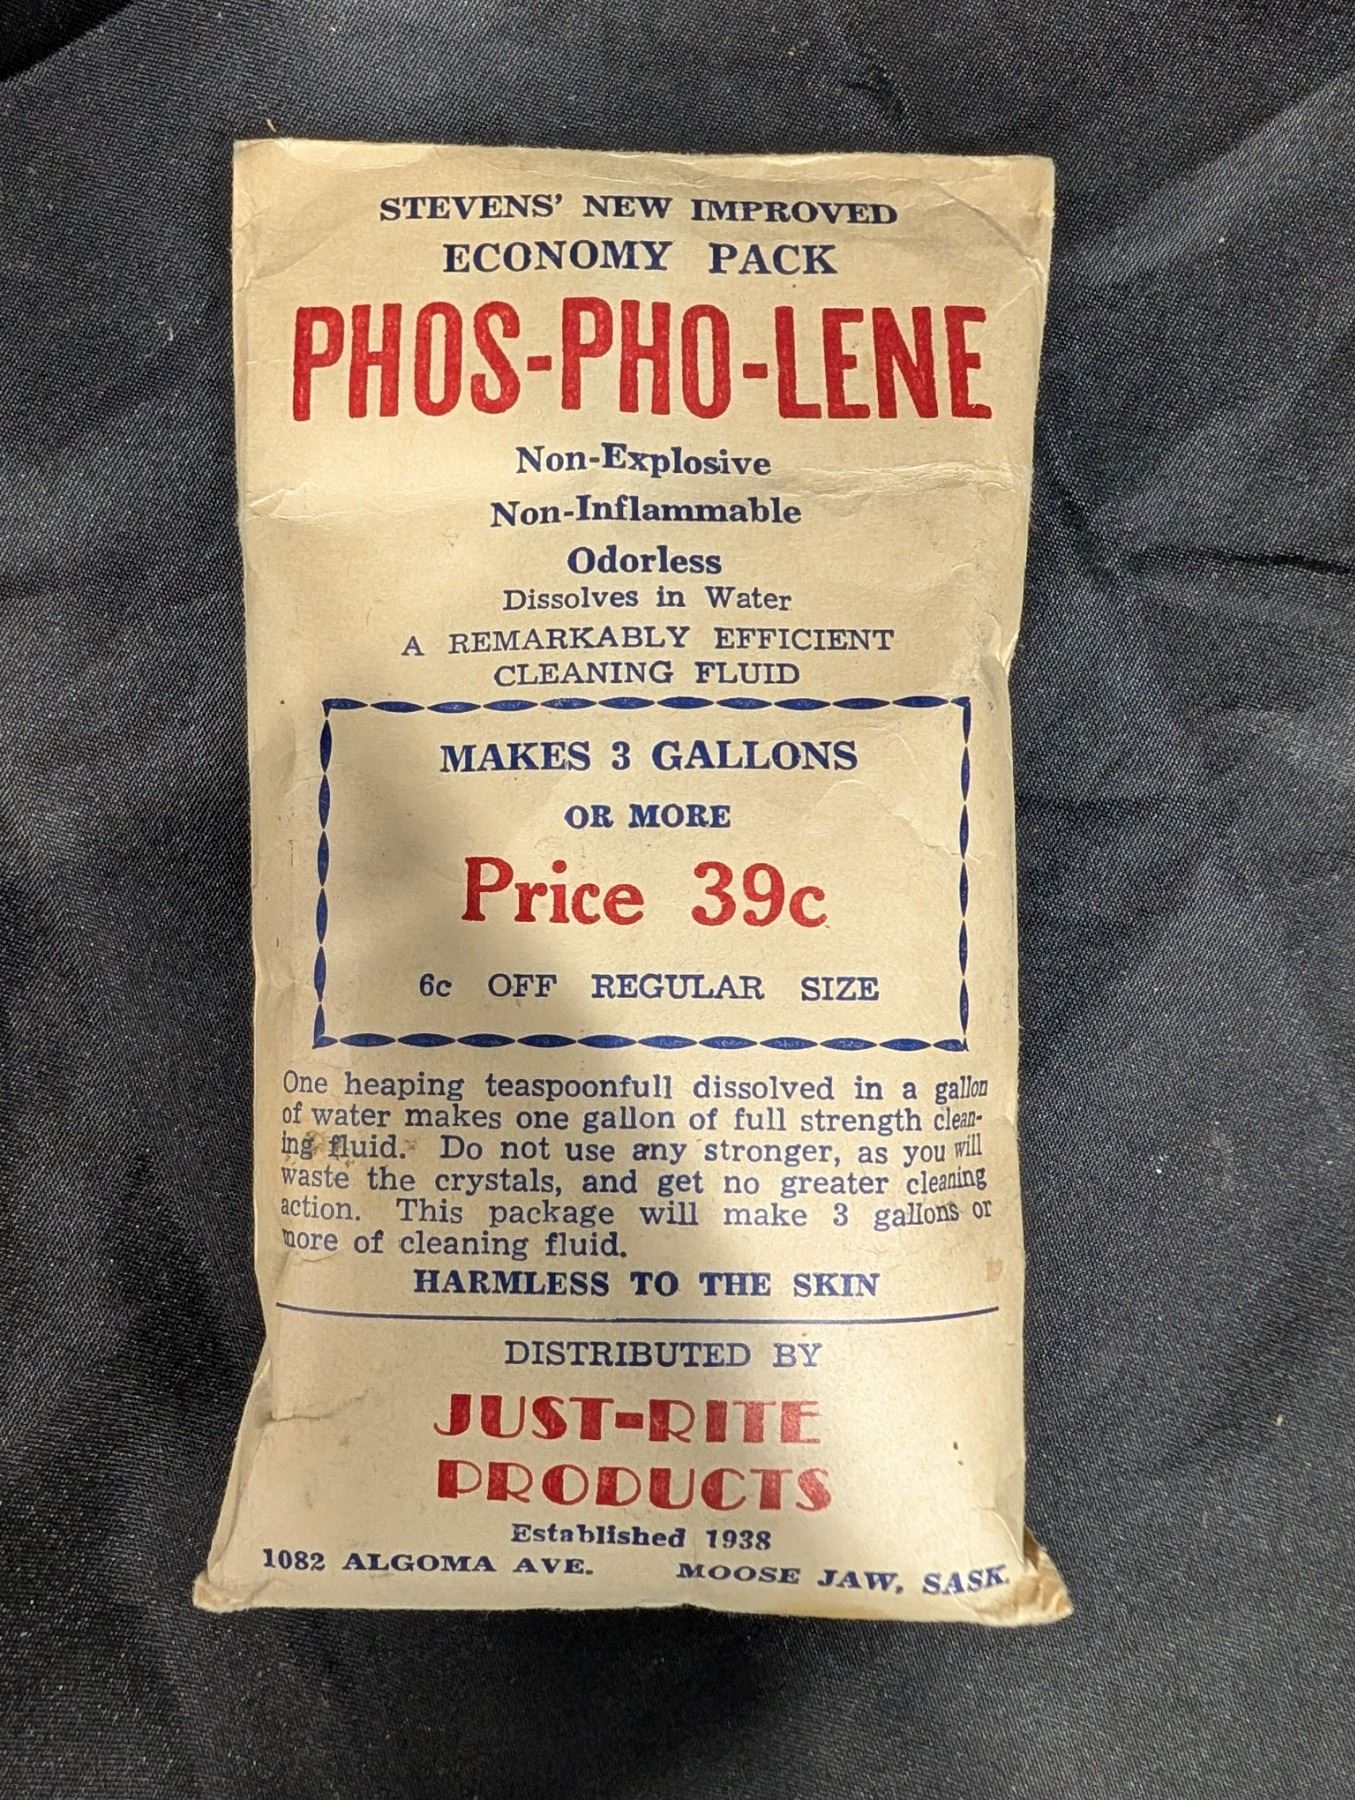 STEVENS' NEW IMPROVED
ECONOMY PACK
PHOS-PHO-LENE
Non-Explosive
Non-Inflammable
Odorless
Dissolves in Water
A REMARKABLY EFFICIENT
CLEANING FLUID
MAKES 3 GALLONS
OR MORE
Price 39c
6c OFF REGULAR SIZE
One heaping teaspoonfull dissolved in a gallon
of water makes one gallon of full strength clean-
ing fluid. Do not use any stronger, as you will
waste the crystals, and get no greater cleaning
action. This package will make 3 gallons or
more of cleaning fluid.
HARMLESS TO THE SKIN
DISTRIBUTED BY
JUST-RITE
PRODUCTS
Established 1938
1082 ALGOMA AVE. MOOSE JAW, SASK.